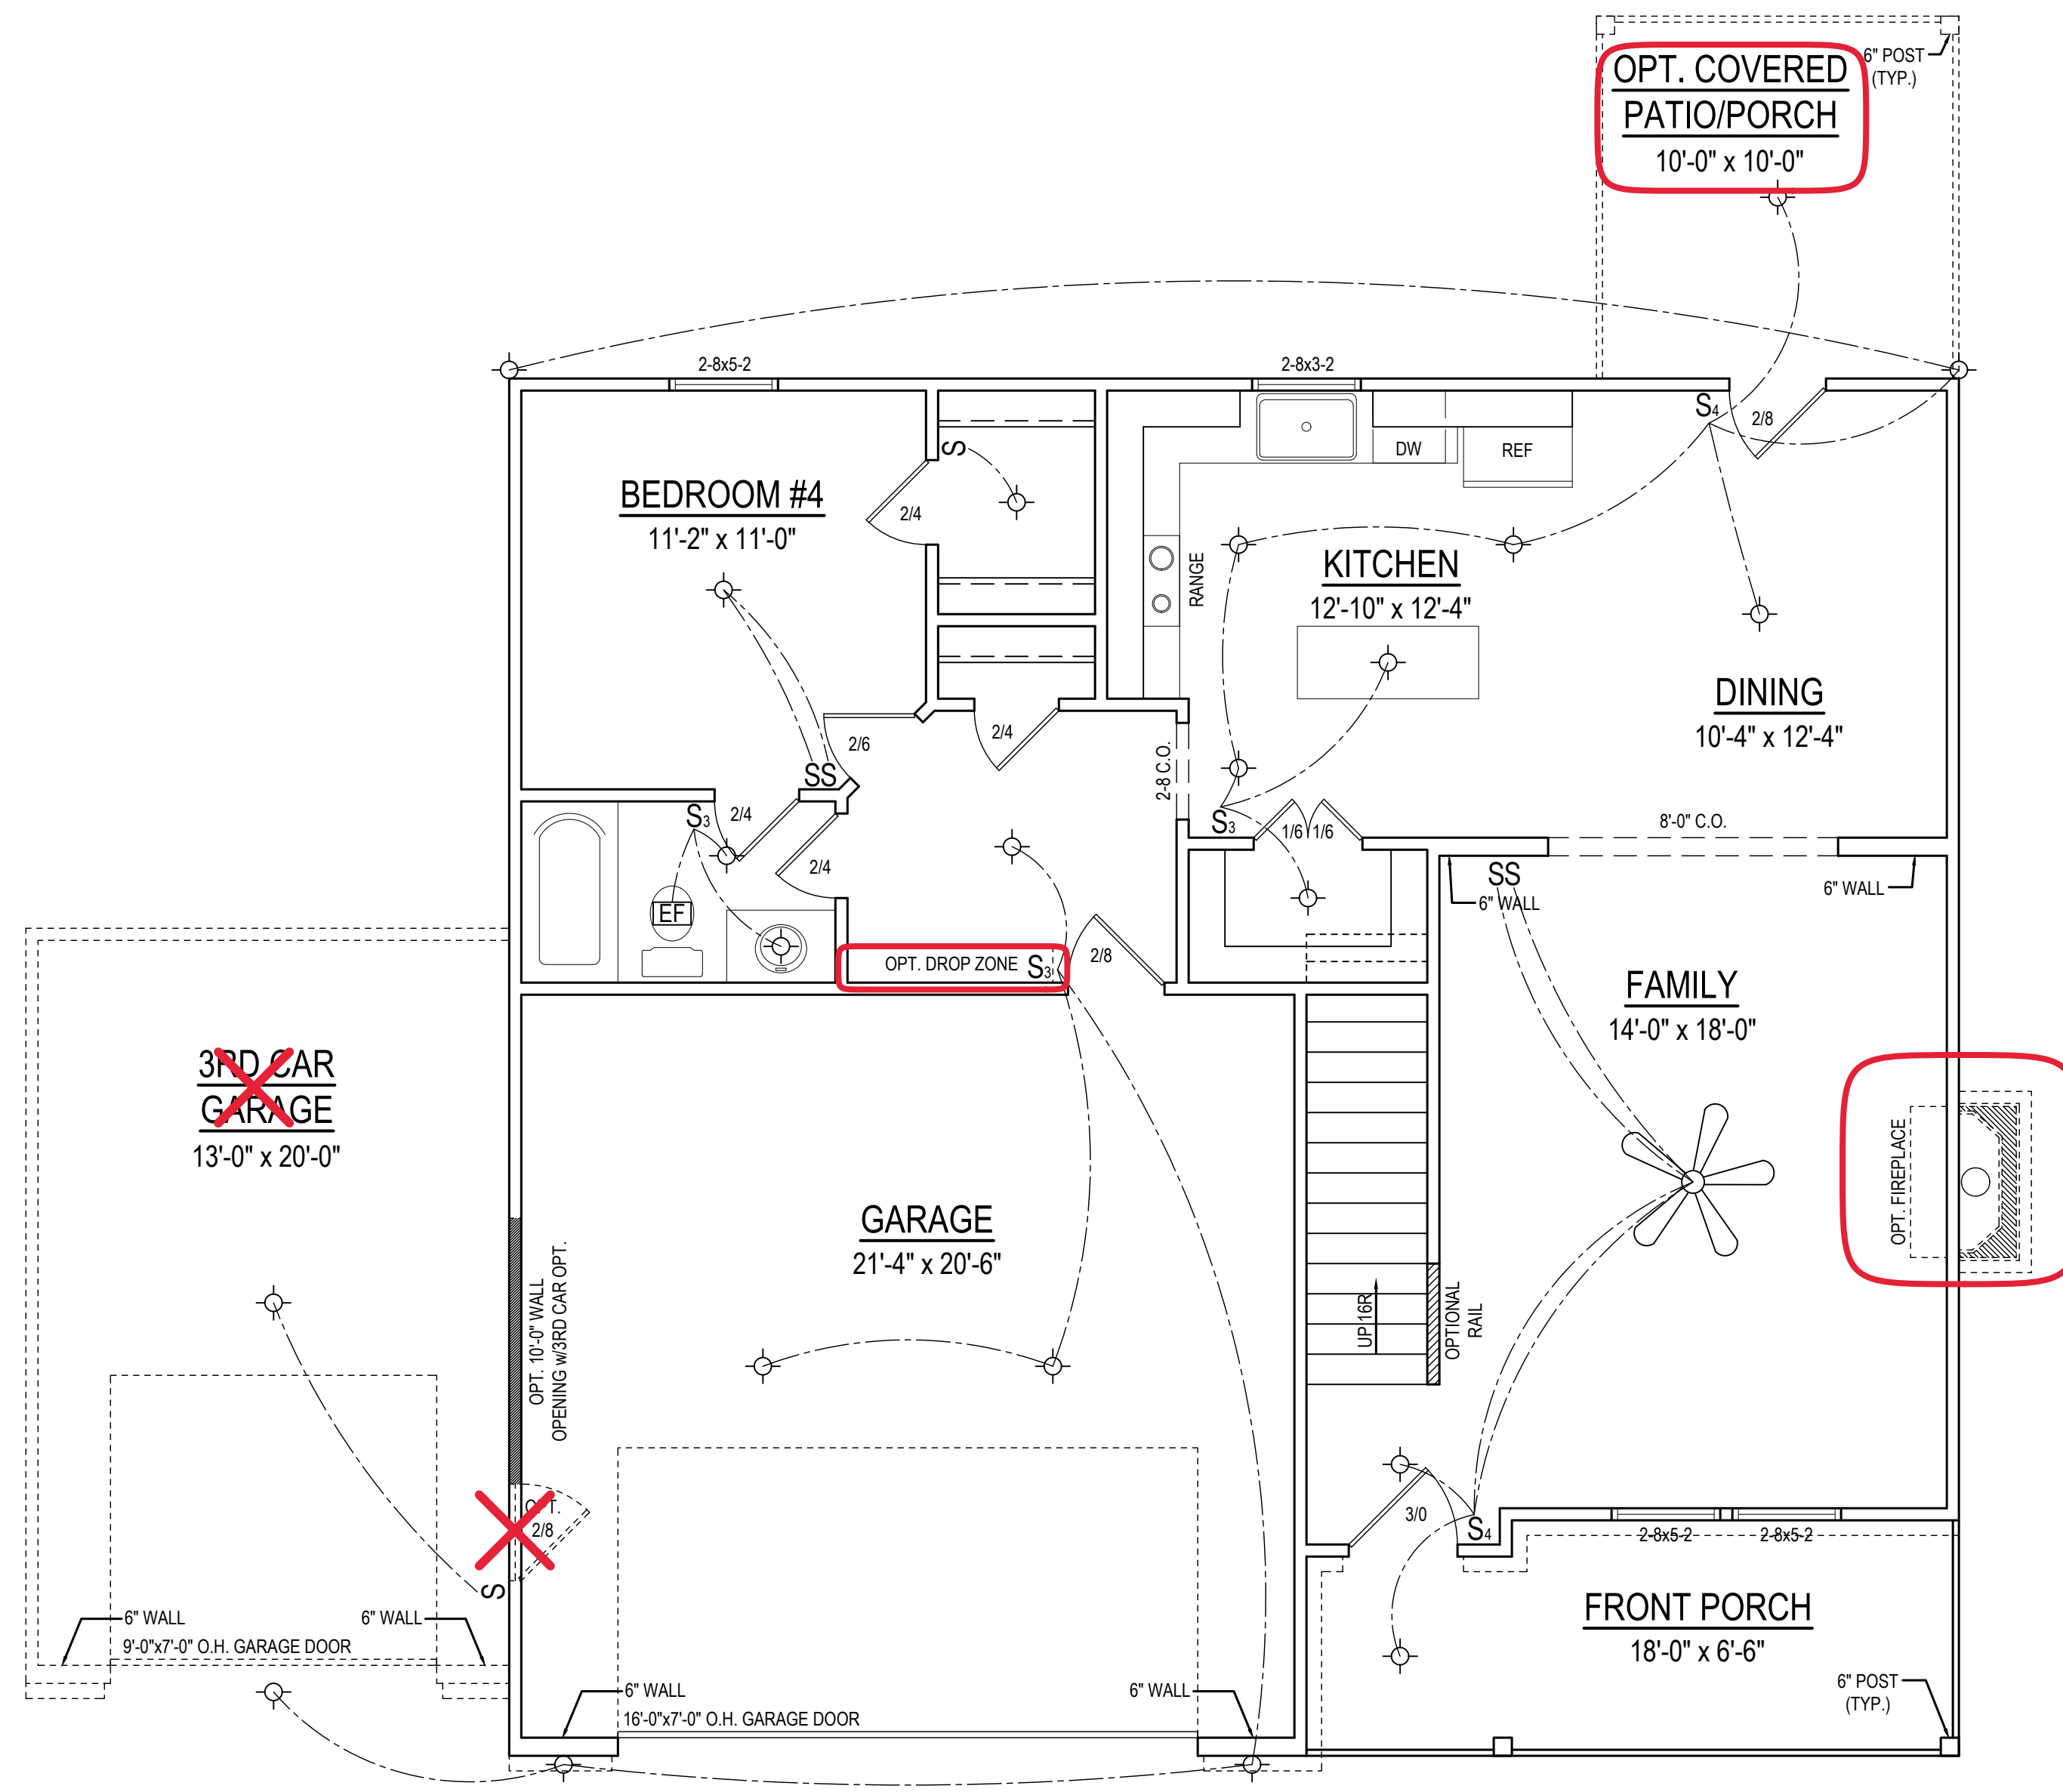 OPT. COVERED
PATIO/PORCH
10'-0" x 10'-0"
6" POST
(TYP.)
2-8x5-2
2-8x3-2
S4
2/8
S
DW
REF
BEDROOM #4
11'-2" x 11'-0"
2/4
RANGE
KITCHEN
12'-10" x 12'-4"
DINING
10'-4" x 12'-4"
2/6
2/4
2-8 C.O.
SS
S3
2/4
2/4
S3
1/6
1/6
8'-0" C.O.
SS
6" WALL
6" WALL
EF
OPT. DROP ZONE
S3
2/8
FAMILY
14'-0" x 18'-0"
3RD CAR
GARAGE
13'-0" x 20'-0"
OPT. FIREPLACE
GARAGE
21'-4" x 20'-6"
OPT. 10'-0" WALL
OPENING w/3RD CAR OPT.
UP 16R
OPTIONAL
RAIL
OPT.
2/8
S
3/0
S4
2-8x5-2
2-8x5-2
FRONT PORCH
18'-0" x 6'-6"
6" WALL
6" WALL
9'-0"x7'-0" O.H. GARAGE DOOR
6" WALL
6" WALL
16'-0"x7'-0" O.H. GARAGE DOOR
6" POST
(TYP.)